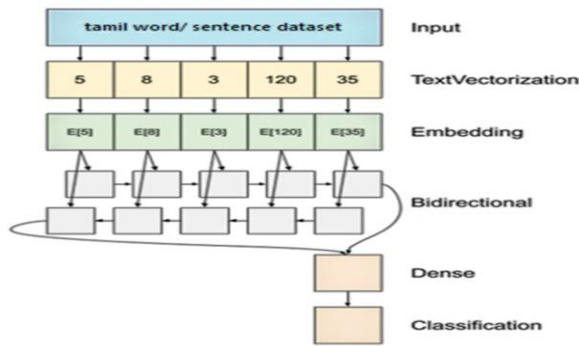 tamil word/ sentence dataset Input
5 8 3 120 35 TextVectorization
E[5] E[8] E[3] E[120] E[35] Embedding
Bidirectional
Dense
Classification